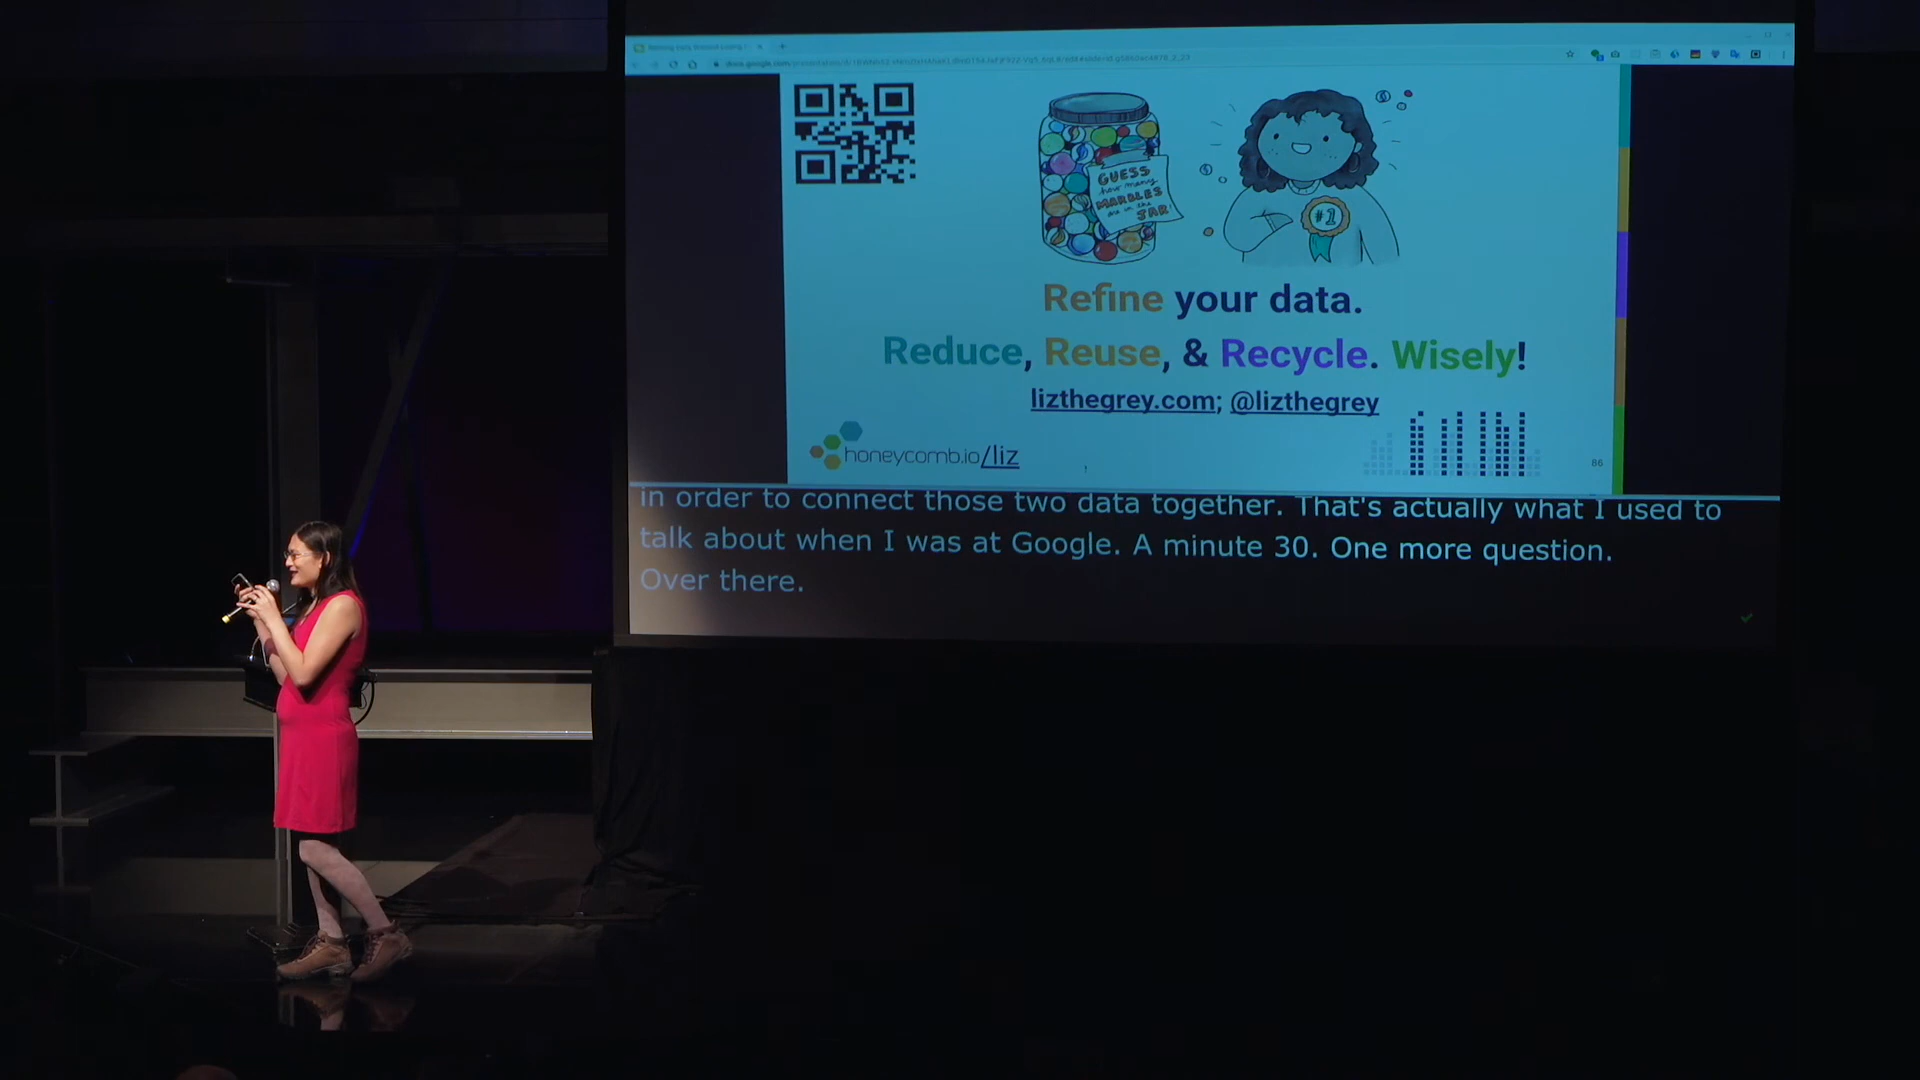 GUESS
how many
MARBLES
are in the
JAR!
#1
Refine your data.
Reduce, Reuse, & Recycle. Wisely!
lizthegrey.com; @lizthegrey
honeycomb.io/liz
86
in order to connect those two data together. That's actually what I used to
talk about when I was at Google. A minute 30. One more question.
Over there.